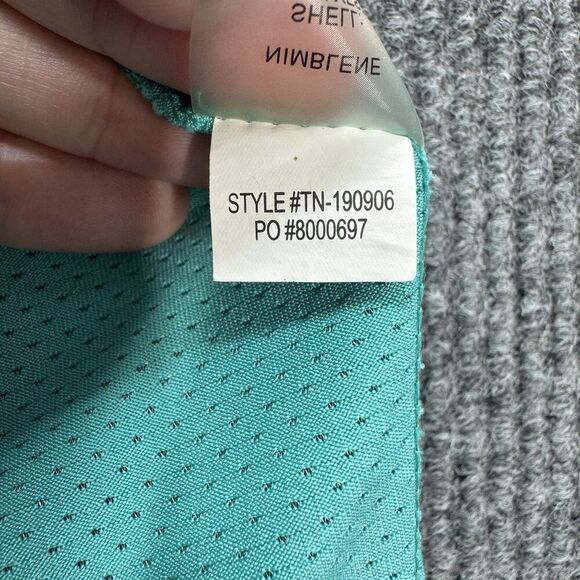 SHELL:
NIMBLENE
STYLE #TN-190906
PO #8000697